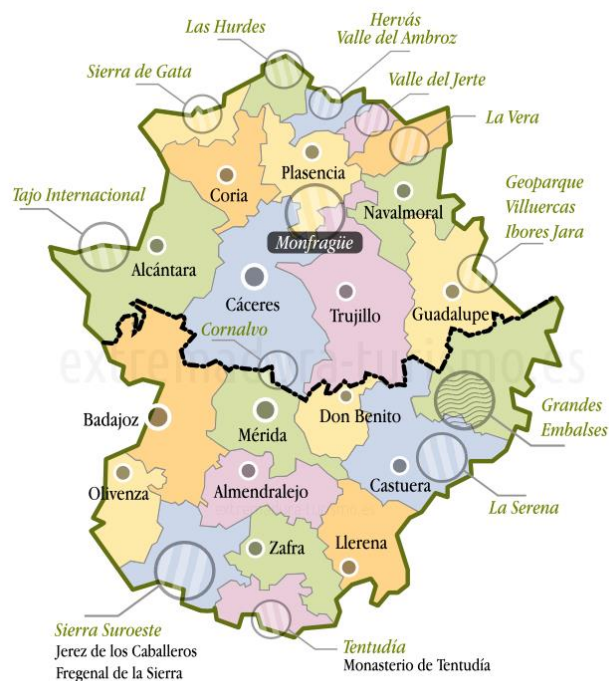 Las Hurdes
Hervás
Valle del Ambroz
Sierra de Gata
Valle del Jerte
La Vera
Plasencia
Coria
Geoparque
Villuercas
Ibores Jara
Tajo Internacional
Navalmoral
Monfragüe
Alcántara
Cáceres
Trujillo
Guadalupe
Cornalvo
extremadura-turismo.es
Grandes
Embalses
Badajoz
Mérida
Don Benito
Olivenza
Almendralejo
Castuera
La Serena
extremadura-turismo.es
Zafra
Llerena
Sierra Suroeste
Jerez de los Caballeros
Fregenal de la Sierra
Tentudía
Monasterio de Tentudía